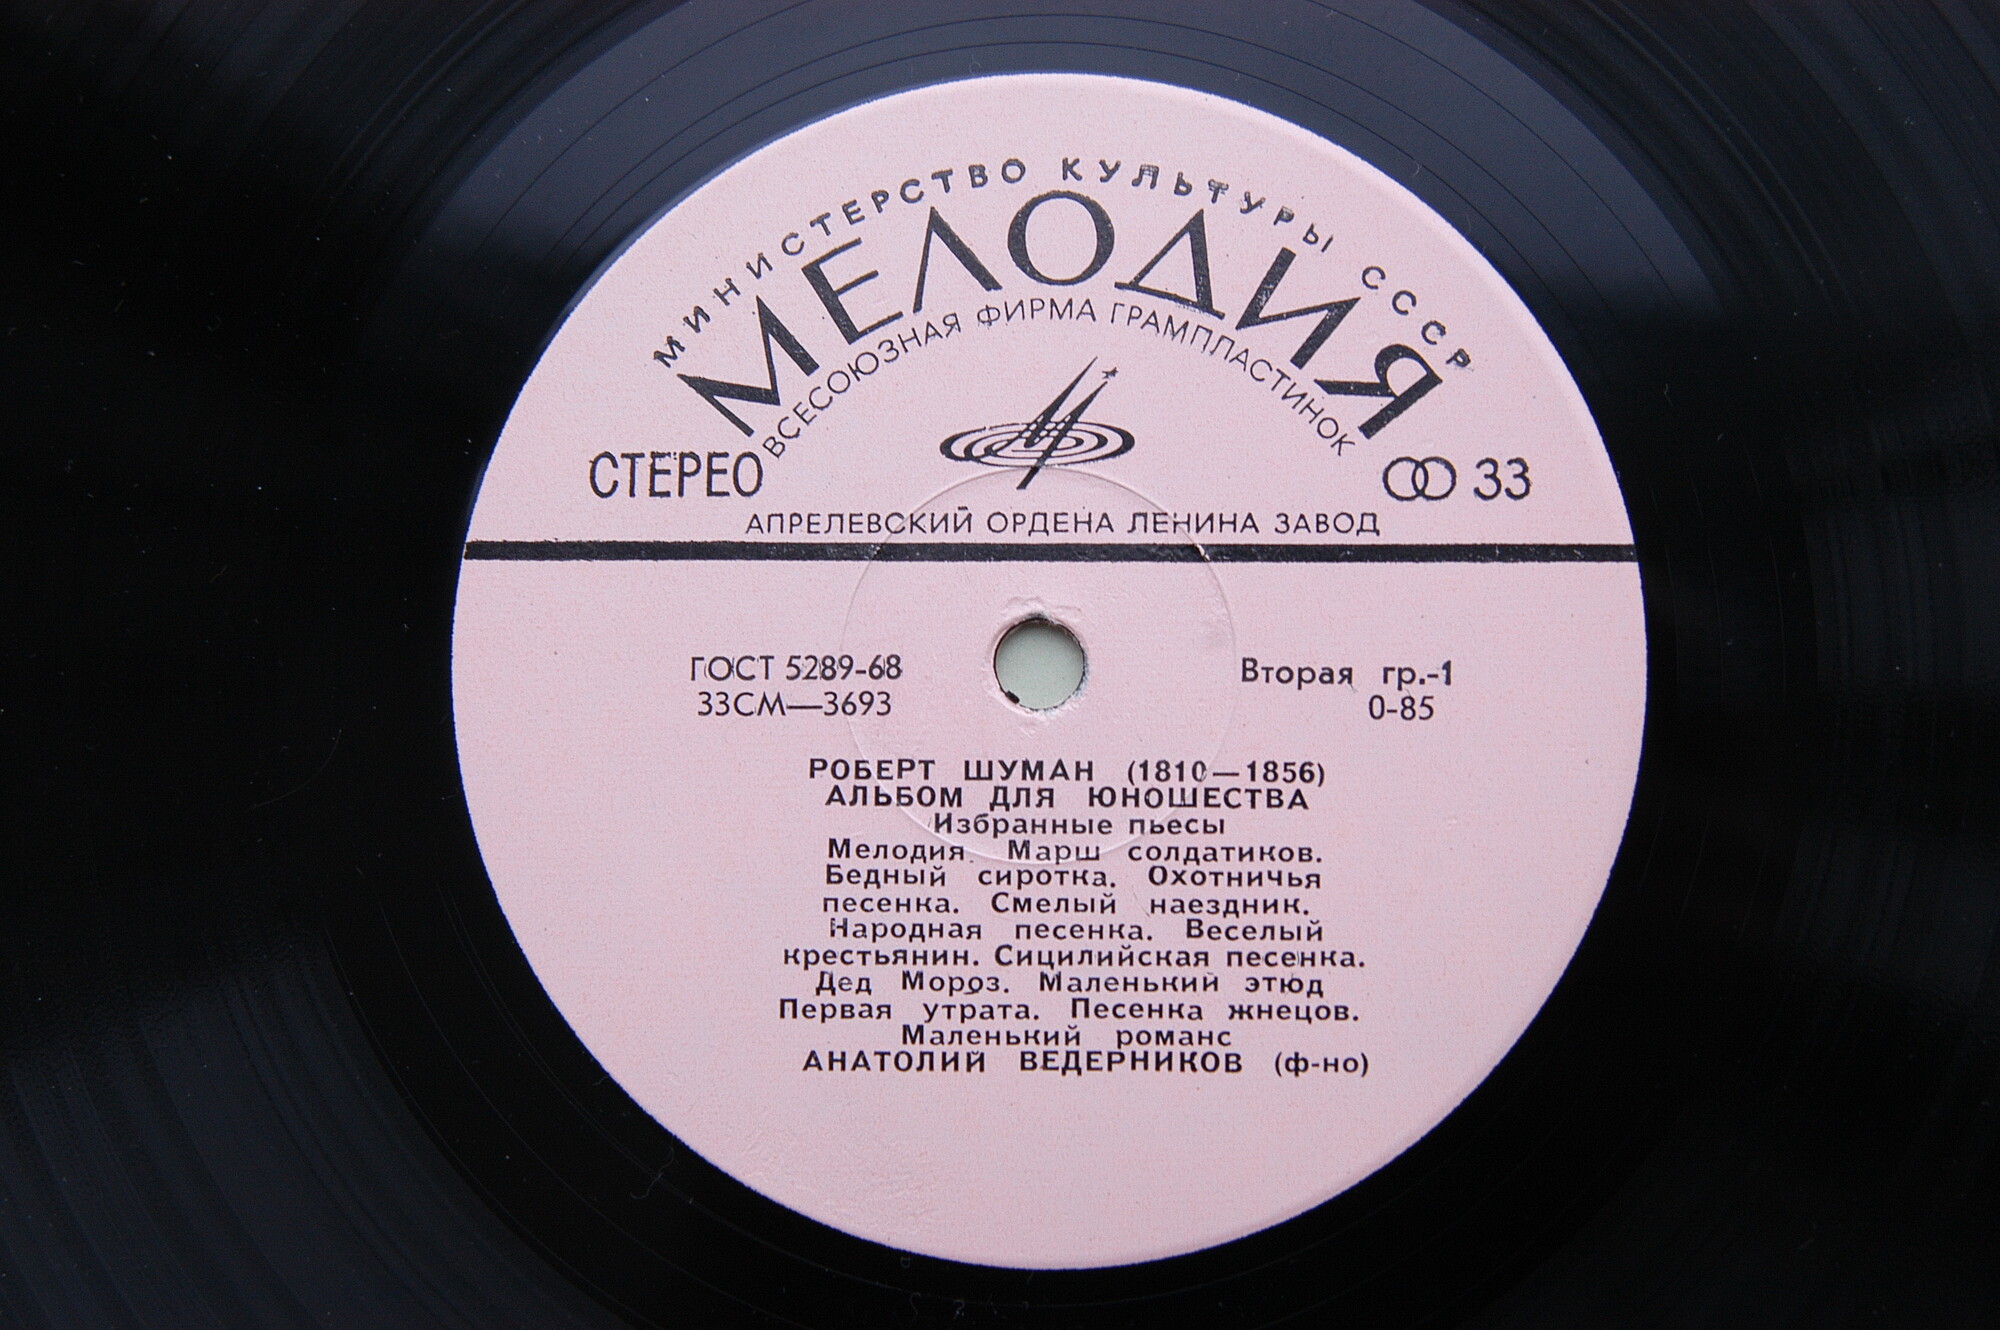 МИНИСТЕРСТВО КУЛЬТУРЫ СССР
МЕЛОДИЯ
ВСЕСОЮЗНАЯ ФИРМА ГРАМПЛАСТИНОК
СТЕРЕО
33
АПРЕЛЕВСКИЙ ОРДЕНА ЛЕНИНА ЗАВОД
ГОСТ 5289-68
33СМ—3693
Вторая гр.-1
0-85
РОБЕРТ ШУМАН (1810—1856)
АЛЬБОМ ДЛЯ ЮНОШЕСТВА
Избранные пьесы
Мелодия. Марш солдатиков.
Бедный сиротка. Охотничья
песенка. Смелый наездник.
Народная песенка. Веселый
крестьянин. Сицилийская песенка.
Дед Мороз. Маленький этюд
Первая утрата. Песенка жнецов.
Маленький романс
АНАТОЛИЙ ВЕДЕРНИКОВ (ф-но)